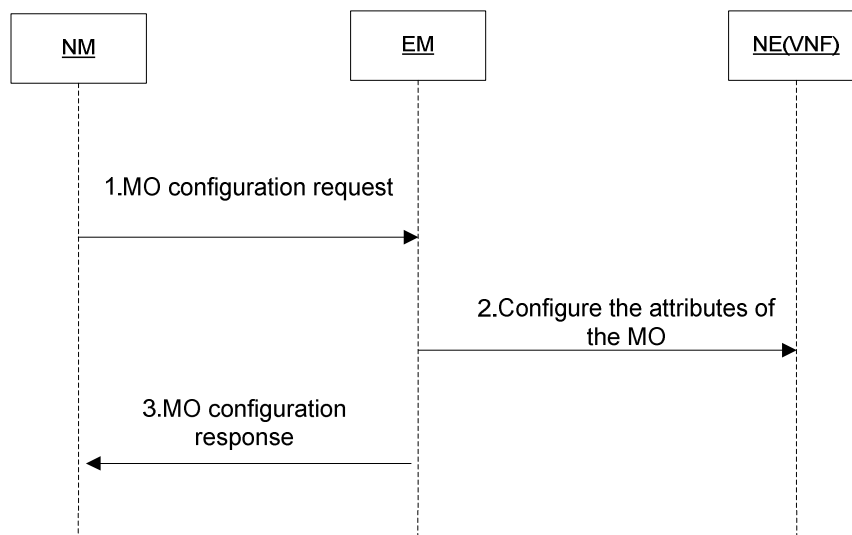 NM
EM
NE(VNF)
1.MO configuration request
2.Configure the attributes of
the MO
3.MO configuration
response